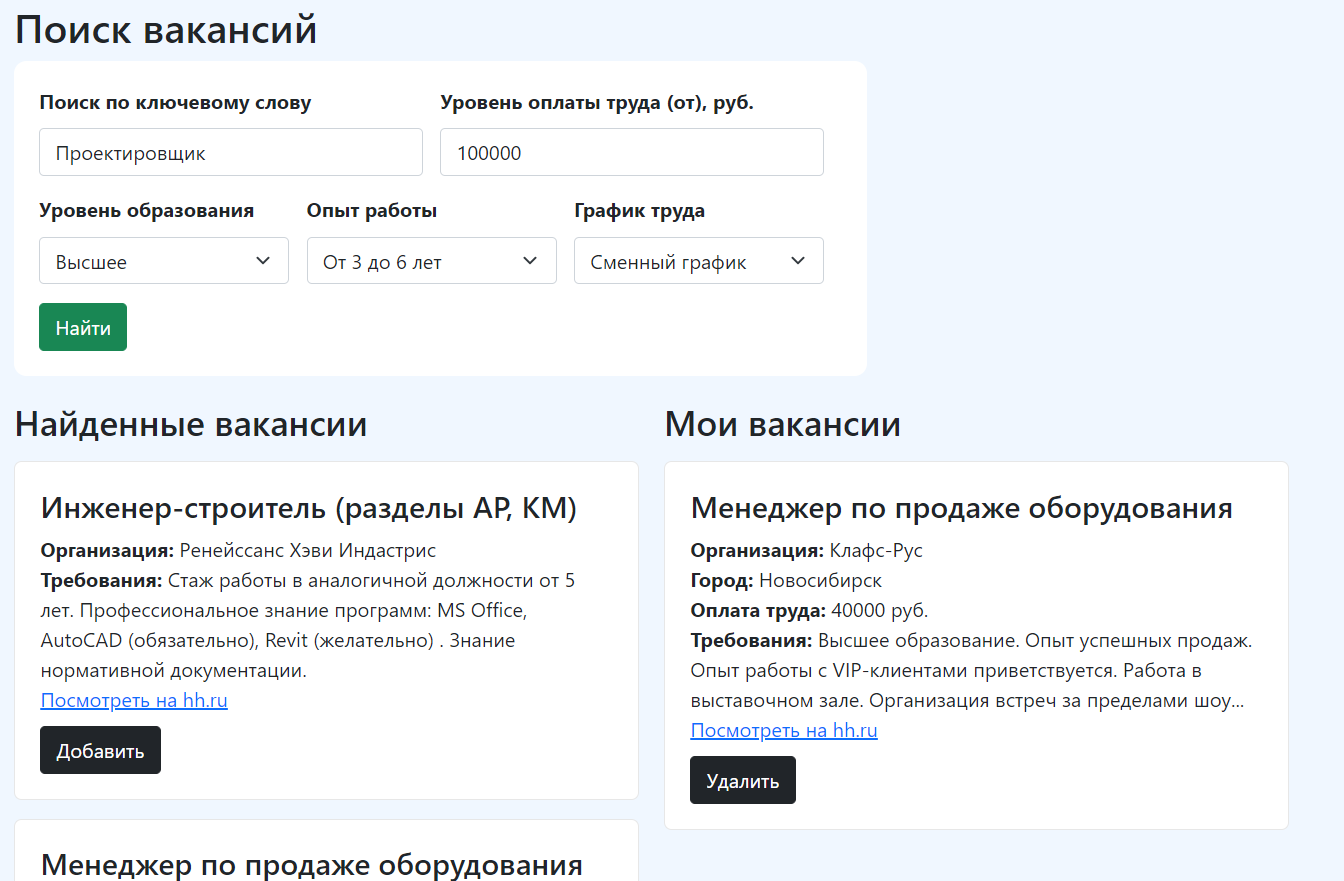 Поиск вакансий
Поиск по ключевому слову
Уровень оплаты труда (от), руб.
Проектировщик
100000
Уровень образования
Опыт работы
График труда
Высшее
От 3 до 6 лет
Сменный график
Найти
Найденные вакансии
Инженер-строитель (разделы АР, КМ)
Организация: Ренейссанс Хэви Индастрис
Требования: Стаж работы в аналогичной должности от 5
лет. Профессиональное знание программ: MS Office,
AutoCAD (обязательно), Revit (желательно) . Знание
нормативной документации.
Посмотреть на hh.ru
Добавить
Менеджер по продаже оборудования
Мои вакансии
Менеджер по продаже оборудования
Организация: Клафс-Рус
Город: Новосибирск
Оплата труда: 40000 руб.
Требования: Высшее образование. Опыт успешных продаж.
Опыт работы с VIP-клиентами приветствуется. Работа в
выставочном зале. Организация встреч за пределами шоу...
Посмотреть на hh.ru
Удалить